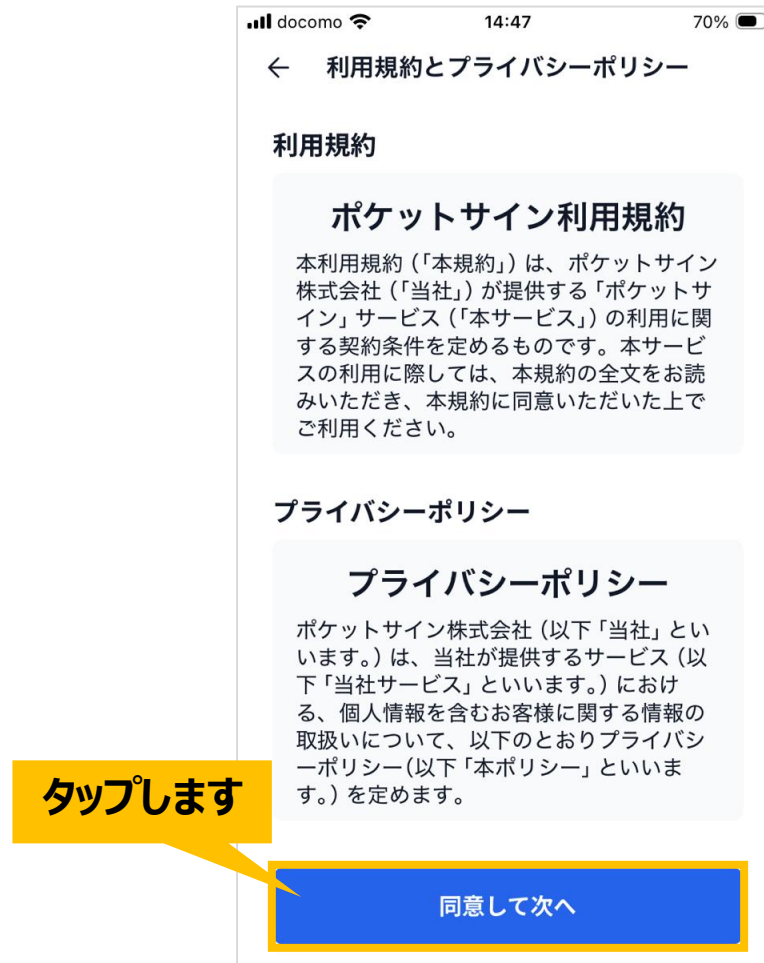 docomo 14:47 70%
← 利用規約とプライバシーポリシー
利用規約
ポケットサイン利用規約
本利用規約（「本規約」）は、ポケットサイン
株式会社（「当社」）が提供する「ポケットサ
イン」サービス（「本サービス」）の利用に関
する契約条件を定めるものです。本サービ
スの利用に際しては、本規約の全文をお読
みいただき、本規約に同意いただいた上で
ご利用ください。
プライバシーポリシー
プライバシーポリシー
ポケットサイン株式会社（以下「当社」とい
います。）は、当社が提供するサービス（以
下「当社サービス」といいます。）におけ
る、個人情報を含むお客様に関する情報の
取扱いについて、以下のとおりプライバシ
ーポリシー（以下「本ポリシー」といいま
す。）を定めます。
タップします
同意して次へ